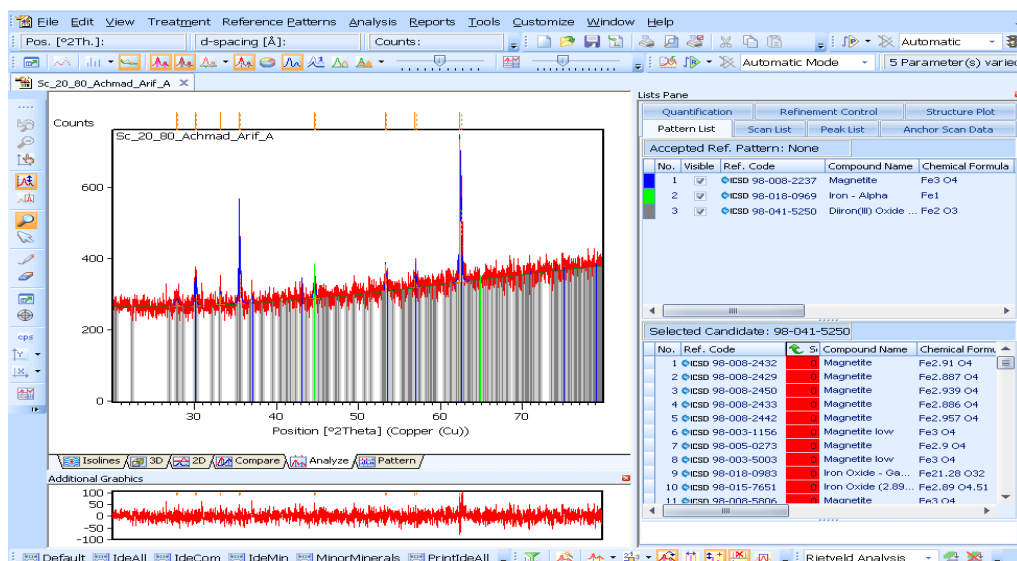 File Edit View Treatment Reference Patterns Analysis Reports Tools Customize Window Help
Pos. [°2Th.]: d-spacing [Å]: Counts: Automatic
Automatic Mode 5 Parameter(s) varied
Sc_20_80_Achmad_Arif_A
Counts
Sc_20_80_Achmad_Arif_A
600
400
200
0
30 40 50 60 70
Position [°2Theta] (Copper (Cu))
Isolines 3D 2D Compare Analyze Pattern
Additional Graphics
100
50
0
-50
-100
cps
Lists Pane
Quantification Refinement Control Structure Plot
Pattern List Scan List Peak List Anchor Scan Data
Accepted Ref. Pattern: None
No. Visible Ref. Code Compound Name Chemical Formula
1 ICSD 98-008-2237 Magnetite Fe3 O4
2 ICSD 98-018-0969 Iron - Alpha Fe1
3 ICSD 98-041-5250 Diiron(III) Oxide ... Fe2 O3
Selected Candidate: 98-041-5250
No. Ref. Code Compound Name Chemical Formu
1 ICSD 98-008-2432 0 Magnetite Fe2.91 O4
2 ICSD 98-008-2429 0 Magnetite Fe2.887 O4
3 ICSD 98-008-2450 0 Magnetite Fe2.939 O4
4 ICSD 98-008-2433 0 Magnetite Fe2.886 O4
5 ICSD 98-008-2442 0 Magnetite Fe2.957 O4
6 ICSD 98-003-1156 0 Magnetite low Fe3 O4
7 ICSD 98-005-0273 0 Magnetite Fe2.9 O4
8 ICSD 98-003-5003 0 Magnetite low Fe3 O4
9 ICSD 98-018-0983 0 Iron Oxide - Ga... Fe21.28 O32
10 ICSD 98-015-7651 0 Iron Oxide (2.89... Fe2.89 O4.51
11 ICSD 98-008-5806 0 Magnetite Fe3 O4
Default IdeAll IdeCom IdeMin MinorMinerals PrintIdeAll Rietveld Analysis